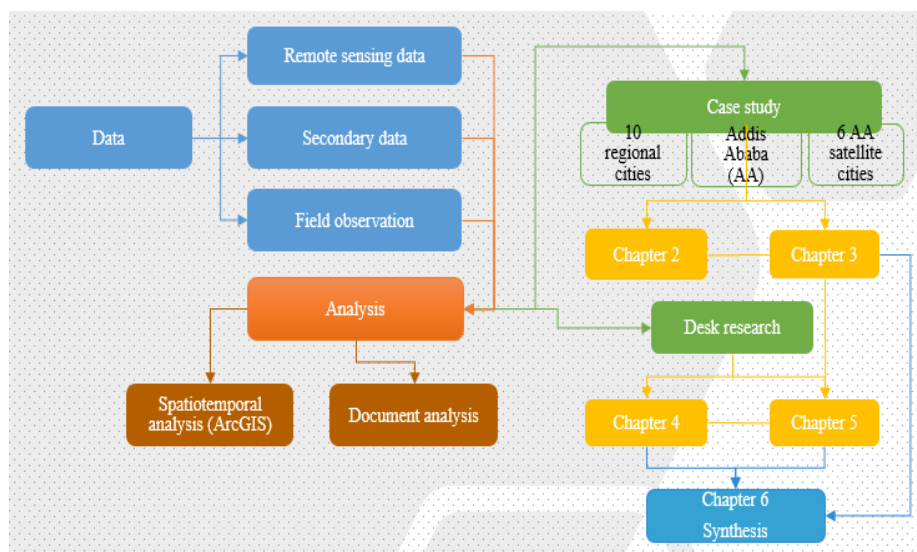 Remote sensing data
Data
Secondary data
Field observation
Case study
10
regional
cities
Addis
Ababa
(AA)
6 AA
satellite
cities
Chapter 2
Chapter 3
Analysis
Desk research
Spatiotemporal
analysis (ArcGIS)
Document analysis
Chapter 4
Chapter 5
Chapter 6
Synthesis